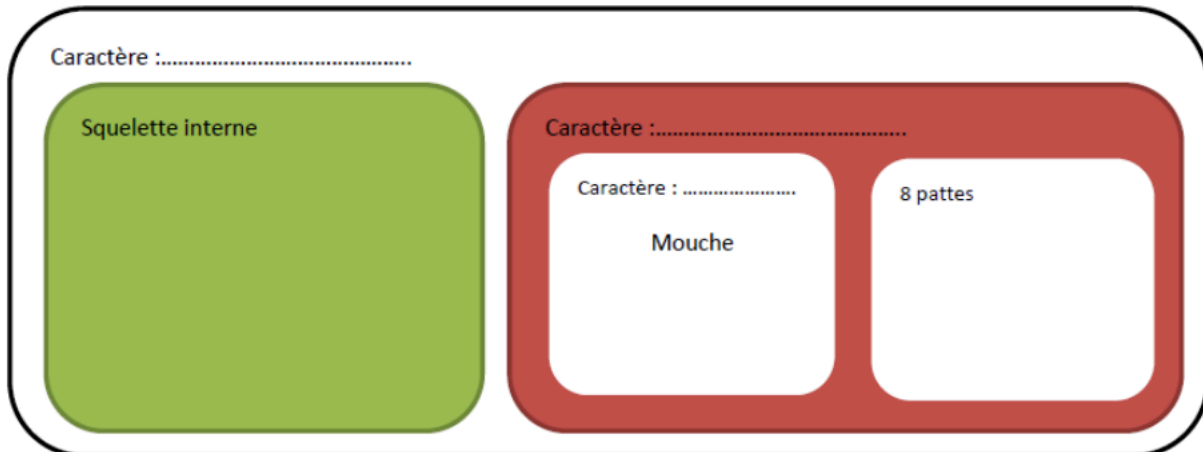 Caractère :……………………………………..
Squelette interne
Caractère :……………………………………..
Caractère : ………………….
8 pattes
Mouche